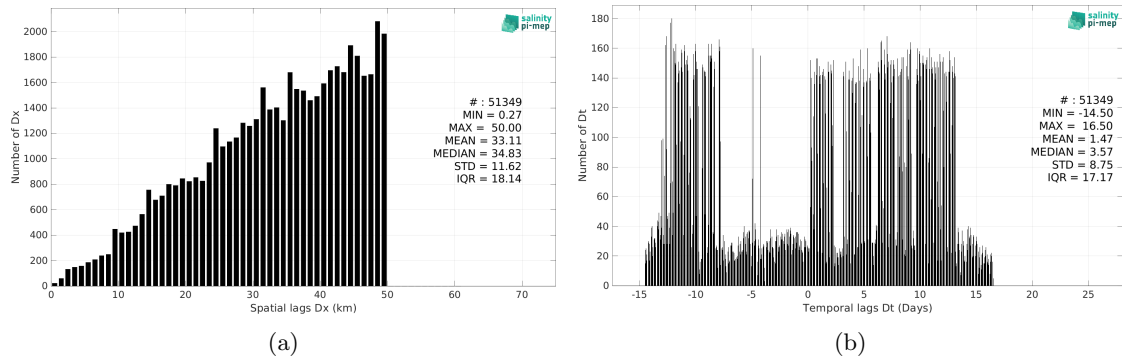 salinity
pi-mep
2000
1800
1600
1400
1200
1000
800
600
400
200
0
Number of Dx
# : 51349
MIN = 0.27
MAX = 50.00
MEAN = 33.11
MEDIAN = 34.83
STD = 11.62
IQR = 18.14
0 10 20 30 40 50 60 70
Spatial lags Dx (km)
(a)
salinity
pi-mep
180
160
140
120
100
80
60
40
20
0
Number of Dt
# : 51349
MIN = -14.50
MAX = 16.50
MEAN = 1.47
MEDIAN = 3.57
STD = 8.75
IQR = 17.17
-15 -10 -5 0 5 10 15 20
Temporal lags Dt (Days)
(b)